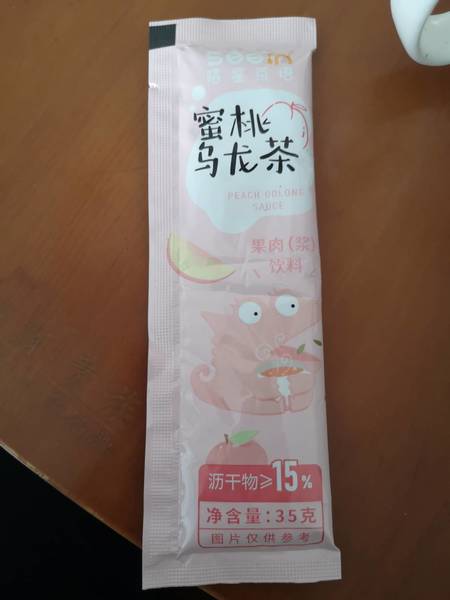 seein
蜜桃
乌龙茶
PEACH OOLONG
SAUCE
果肉(浆)
饮料
沥干物≥15%
净含量:35克
图片仅供参考